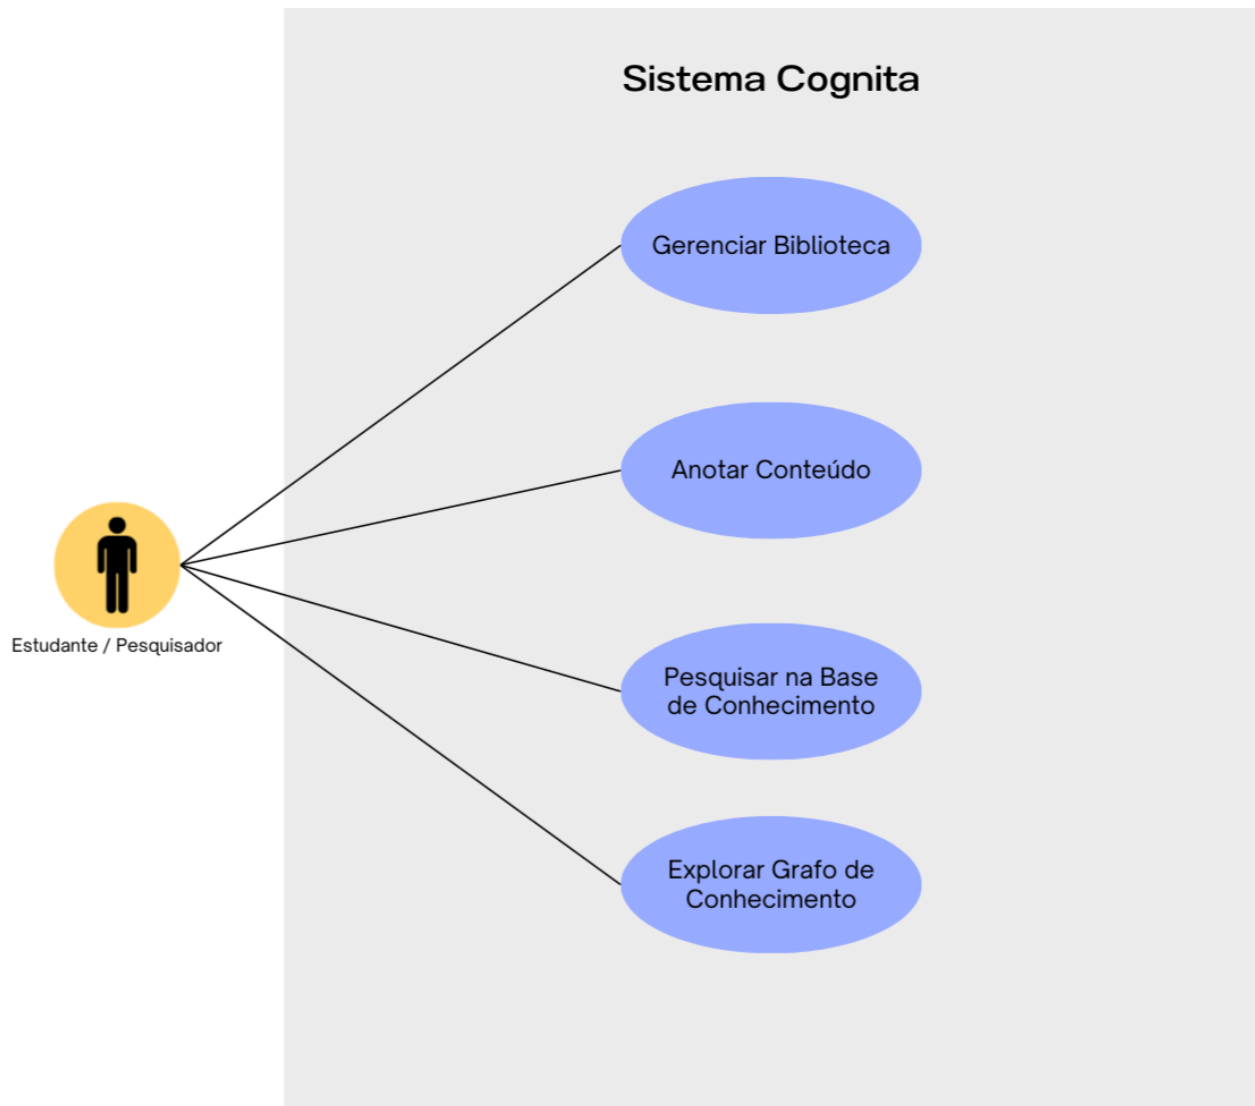 Sistema Cognita
Gerenciar Biblioteca
Anotar Conteúdo
Estudante / Pesquisador
Pesquisar na Base
de Conhecimento
Explorar Grafo de
Conhecimento